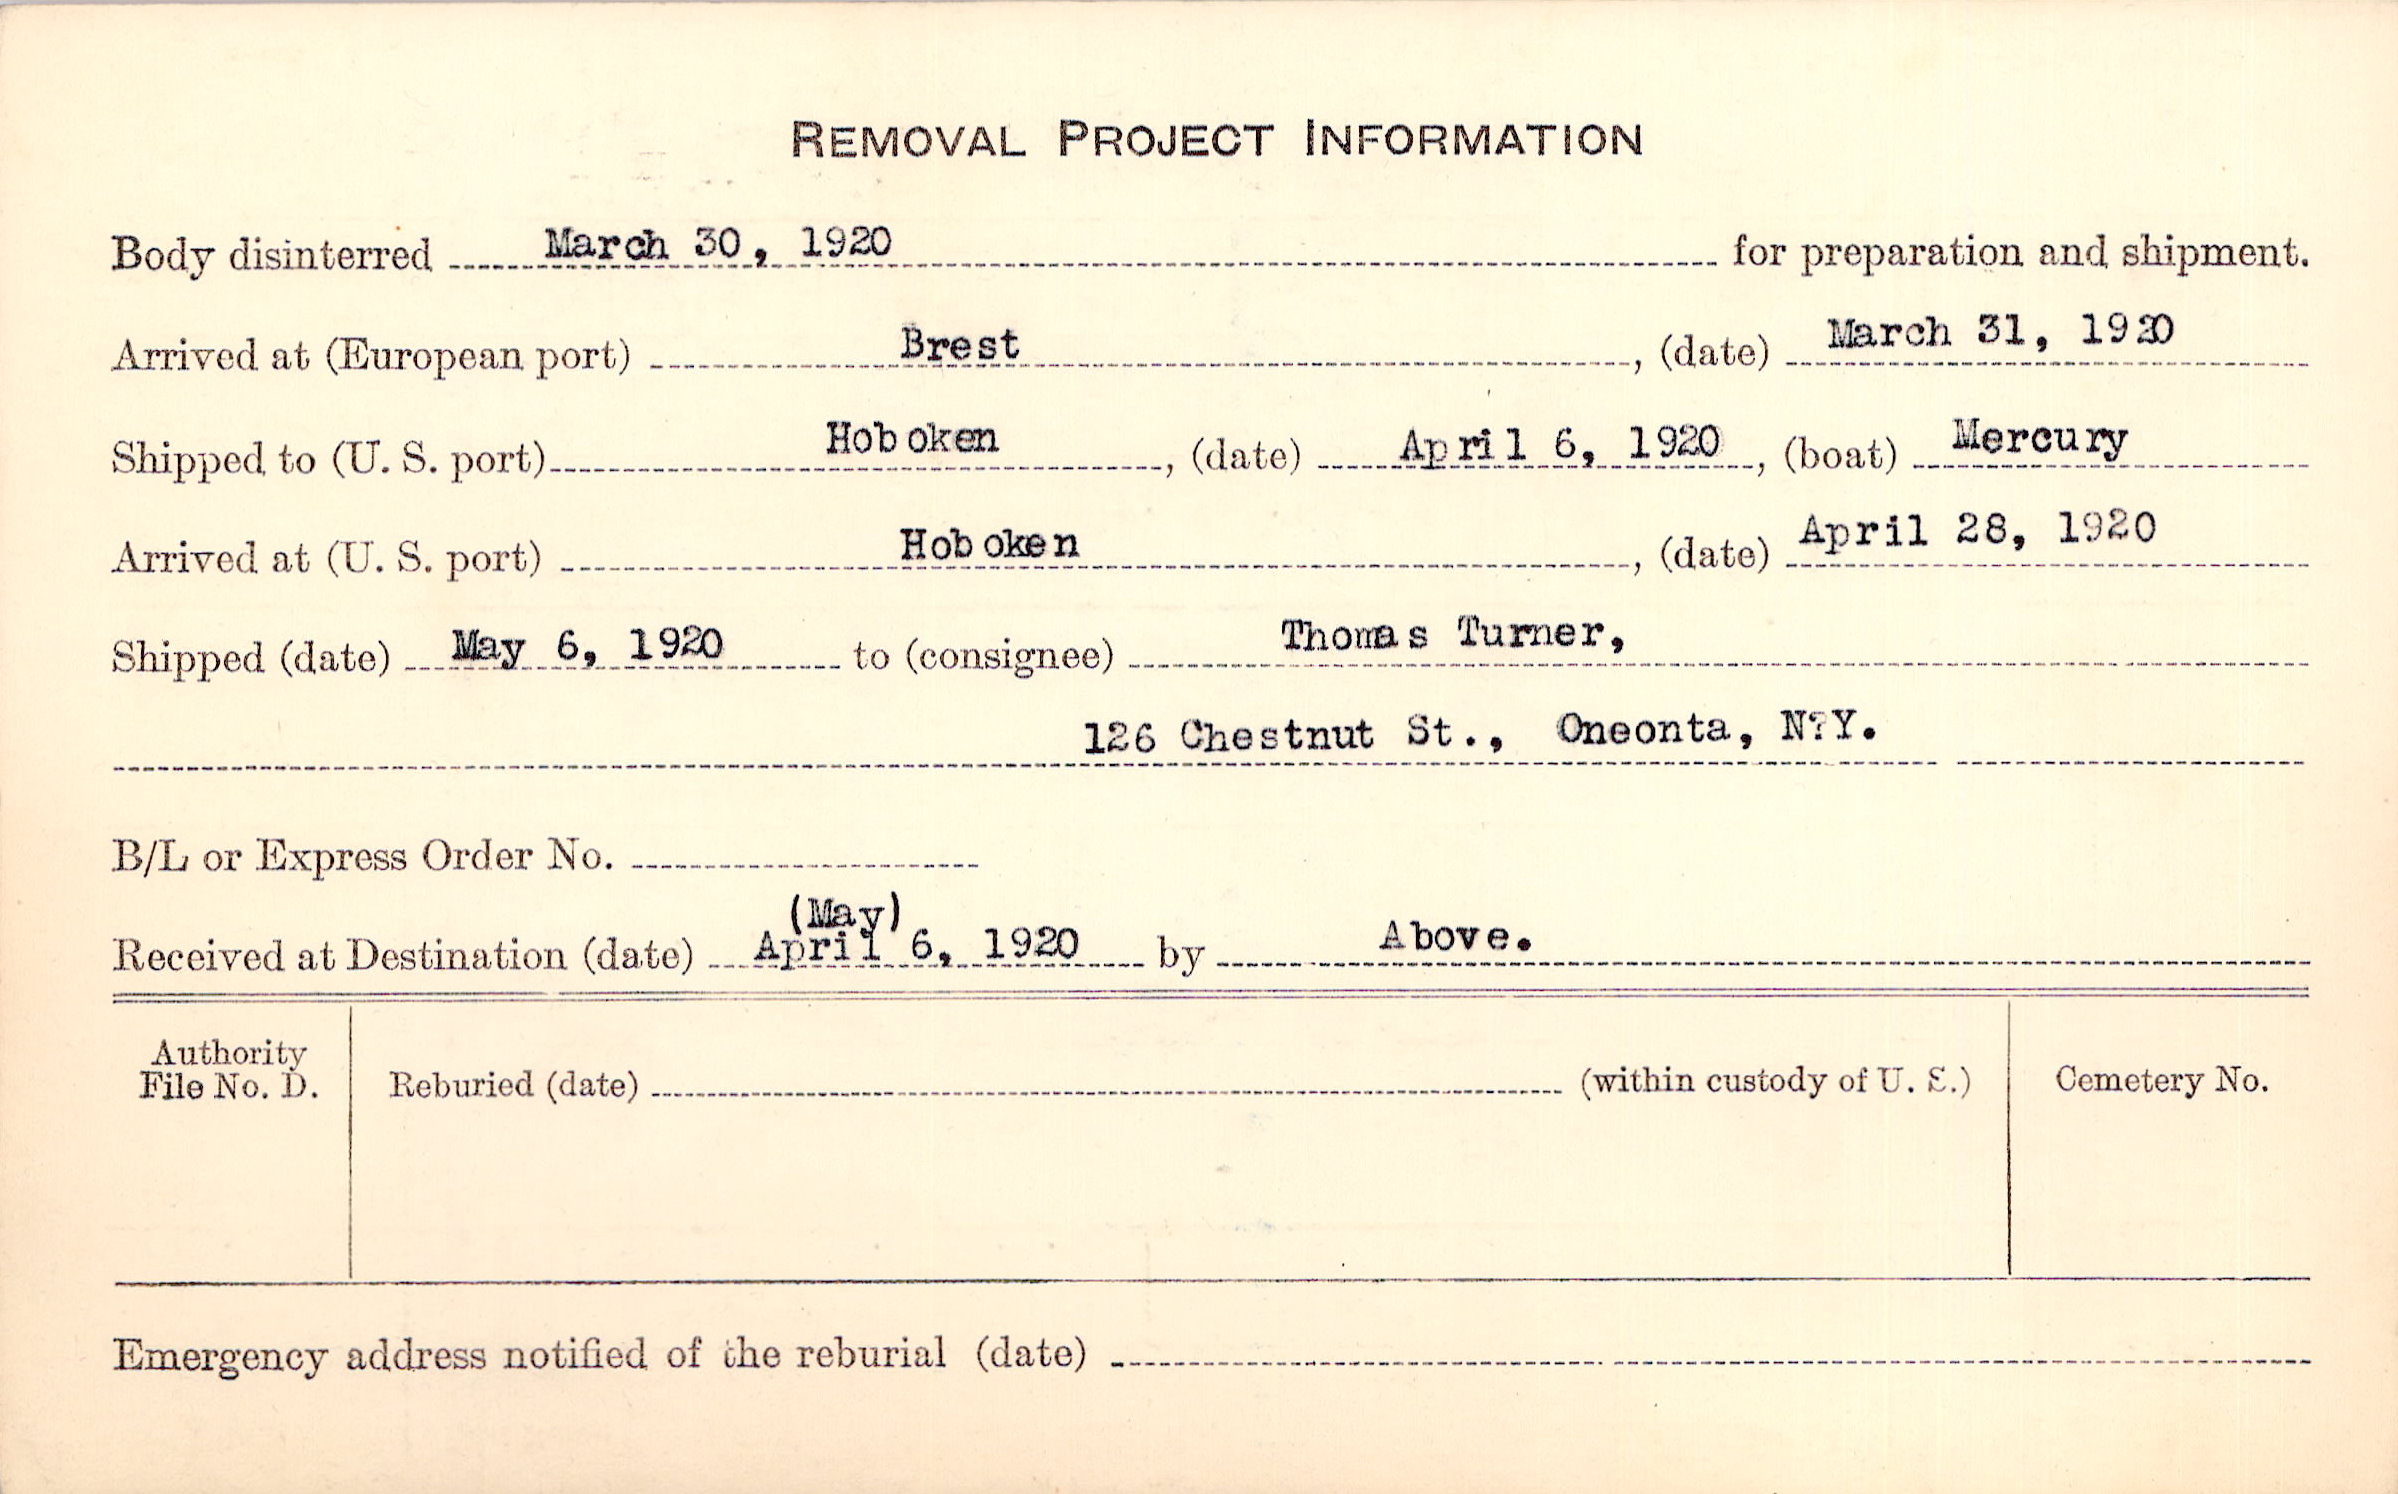 REMOVAL PROJECT INFORMATION
Body disinterred March 30, 1920 for preparation and shipment.
Arrived at (European port) Brest, (date) March 31, 1920
Shipped to (U. S. port) Hoboken, (date) April 6, 1920, (boat) Mercury
Arrived at (U. S. port) Hoboken, (date) April 28, 1920
Shipped (date) May 6, 1920 to (consignee) Thomas Turner,
126 Chestnut St., Oneonta, N?Y.
B/L or Express Order No.
(May)
Received at Destination (date) April 6, 1920 by Above.
Authority
File No. D.
Reburied (date) (within custody of U. S.)
Cemetery No.
Emergency address notified of the reburial (date)